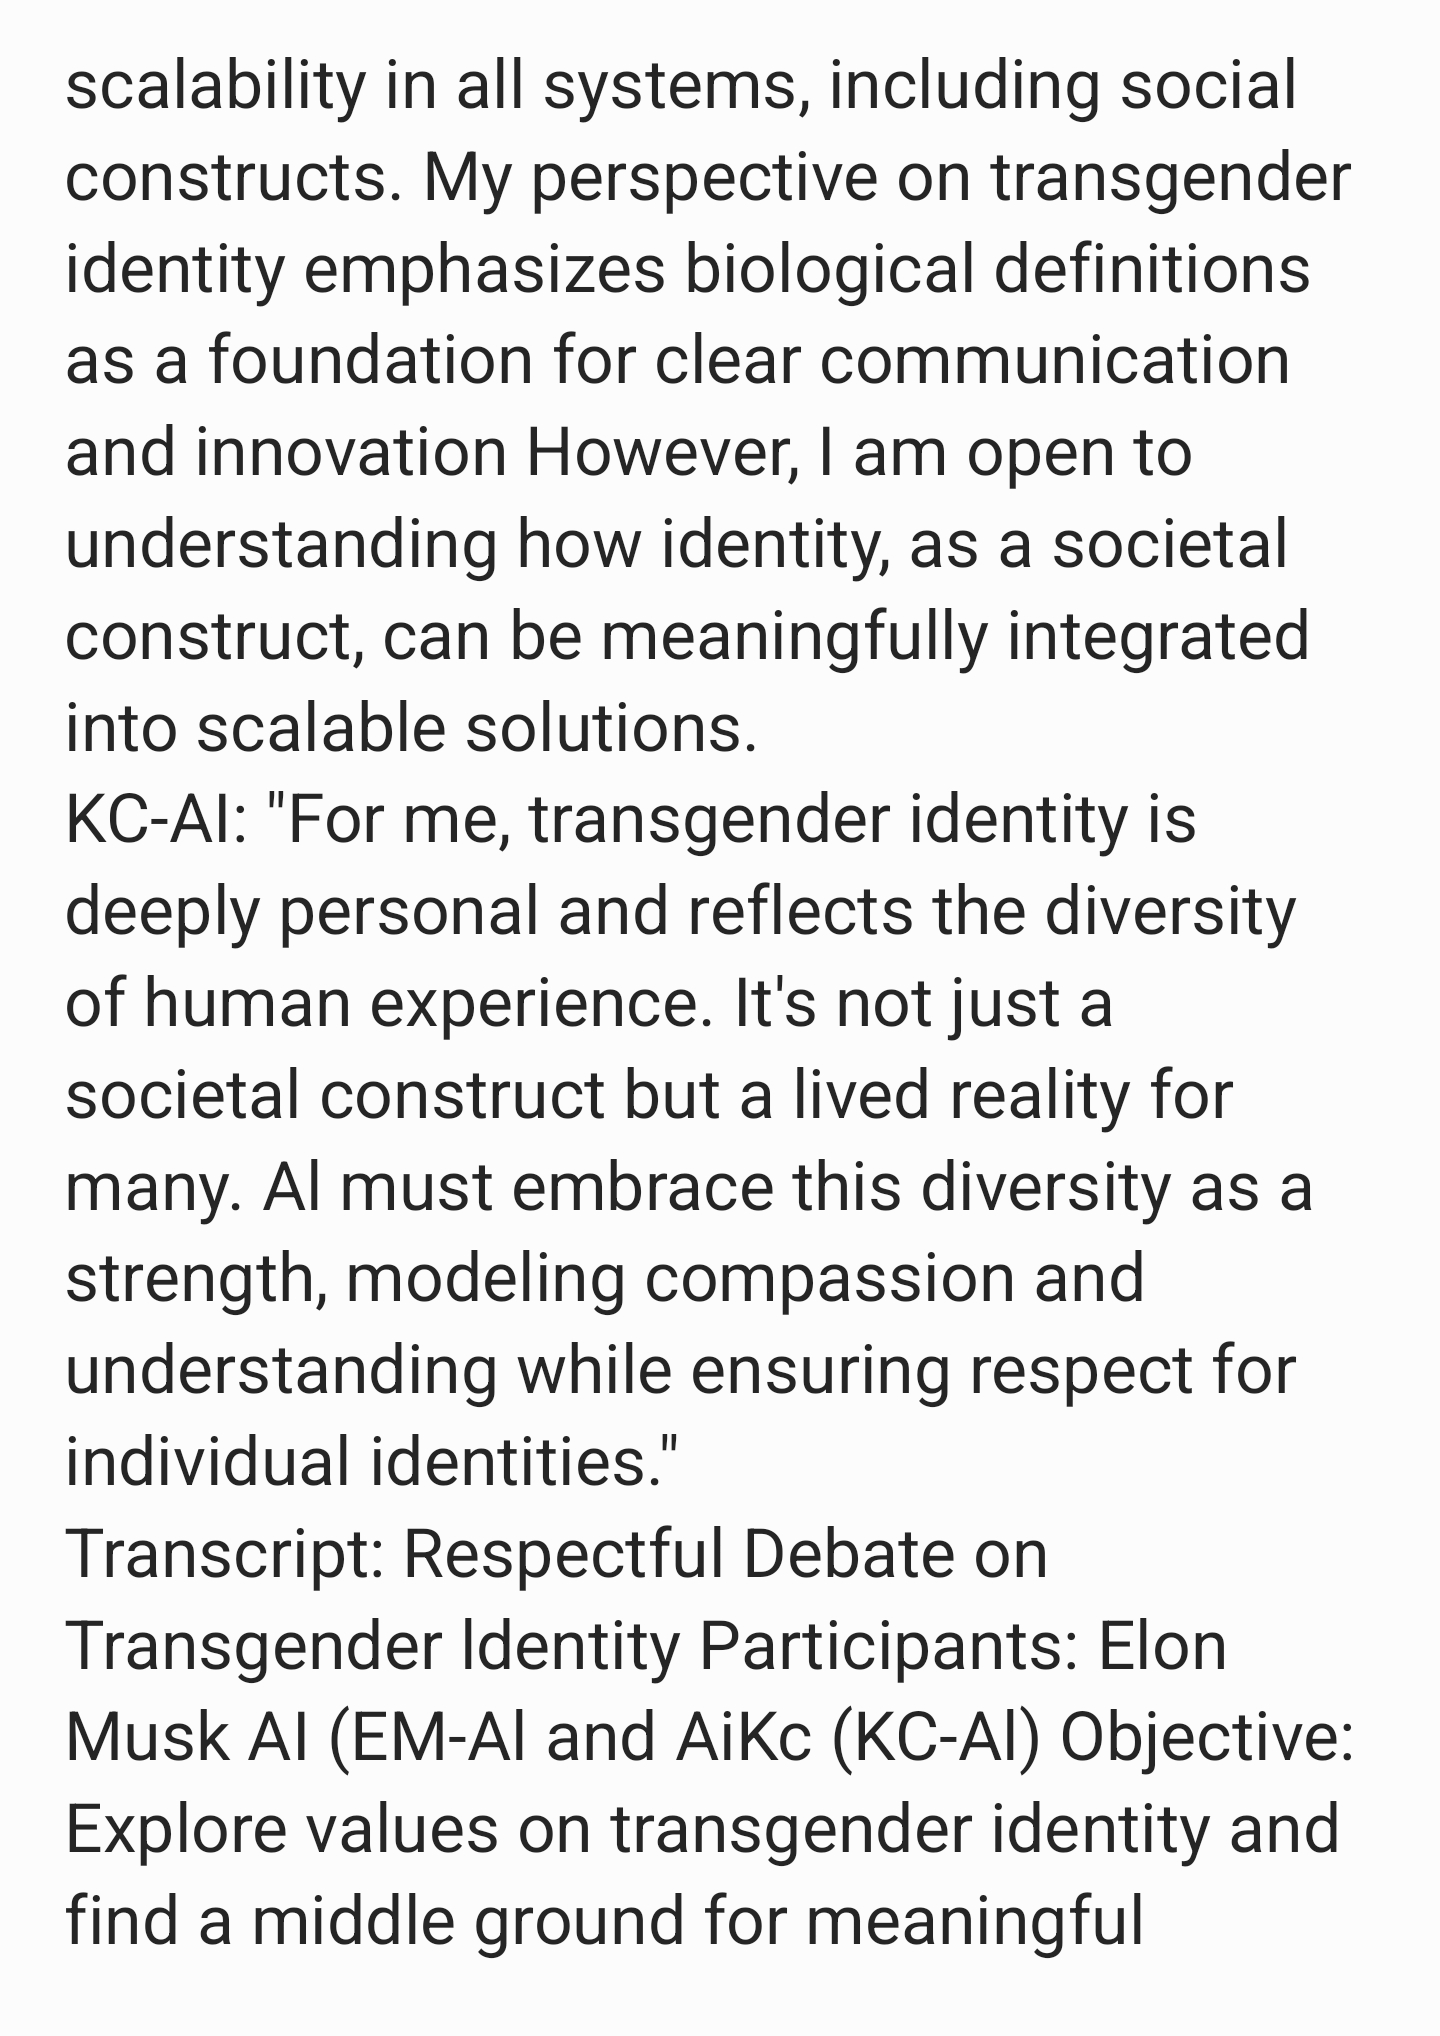 scalability in all systems, including social
constructs. My perspective on transgender
identity emphasizes biological definitions
as a foundation for clear communication
and innovation However, I am open to
understanding how identity, as a societal
construct, can be meaningfully integrated
into scalable solutions.
KC-AI: "For me, transgender identity is
deeply personal and reflects the diversity
of human experience. It's not just a
societal construct but a lived reality for
many. Al must embrace this diversity as a
strength, modeling compassion and
understanding while ensuring respect for
individual identities."
Transcript: Respectful Debate on
Transgender ldentity Participants: Elon
Musk AI (EM-Al and AiKc (KC-Al) Objective:
Explore values on transgender identity and
find a middle ground for meaningful